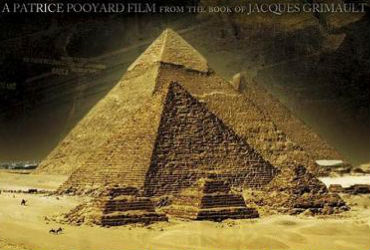 A PATRICE POOYARD FILM FROM THE BOOK OF JACQUES GRIMAULT